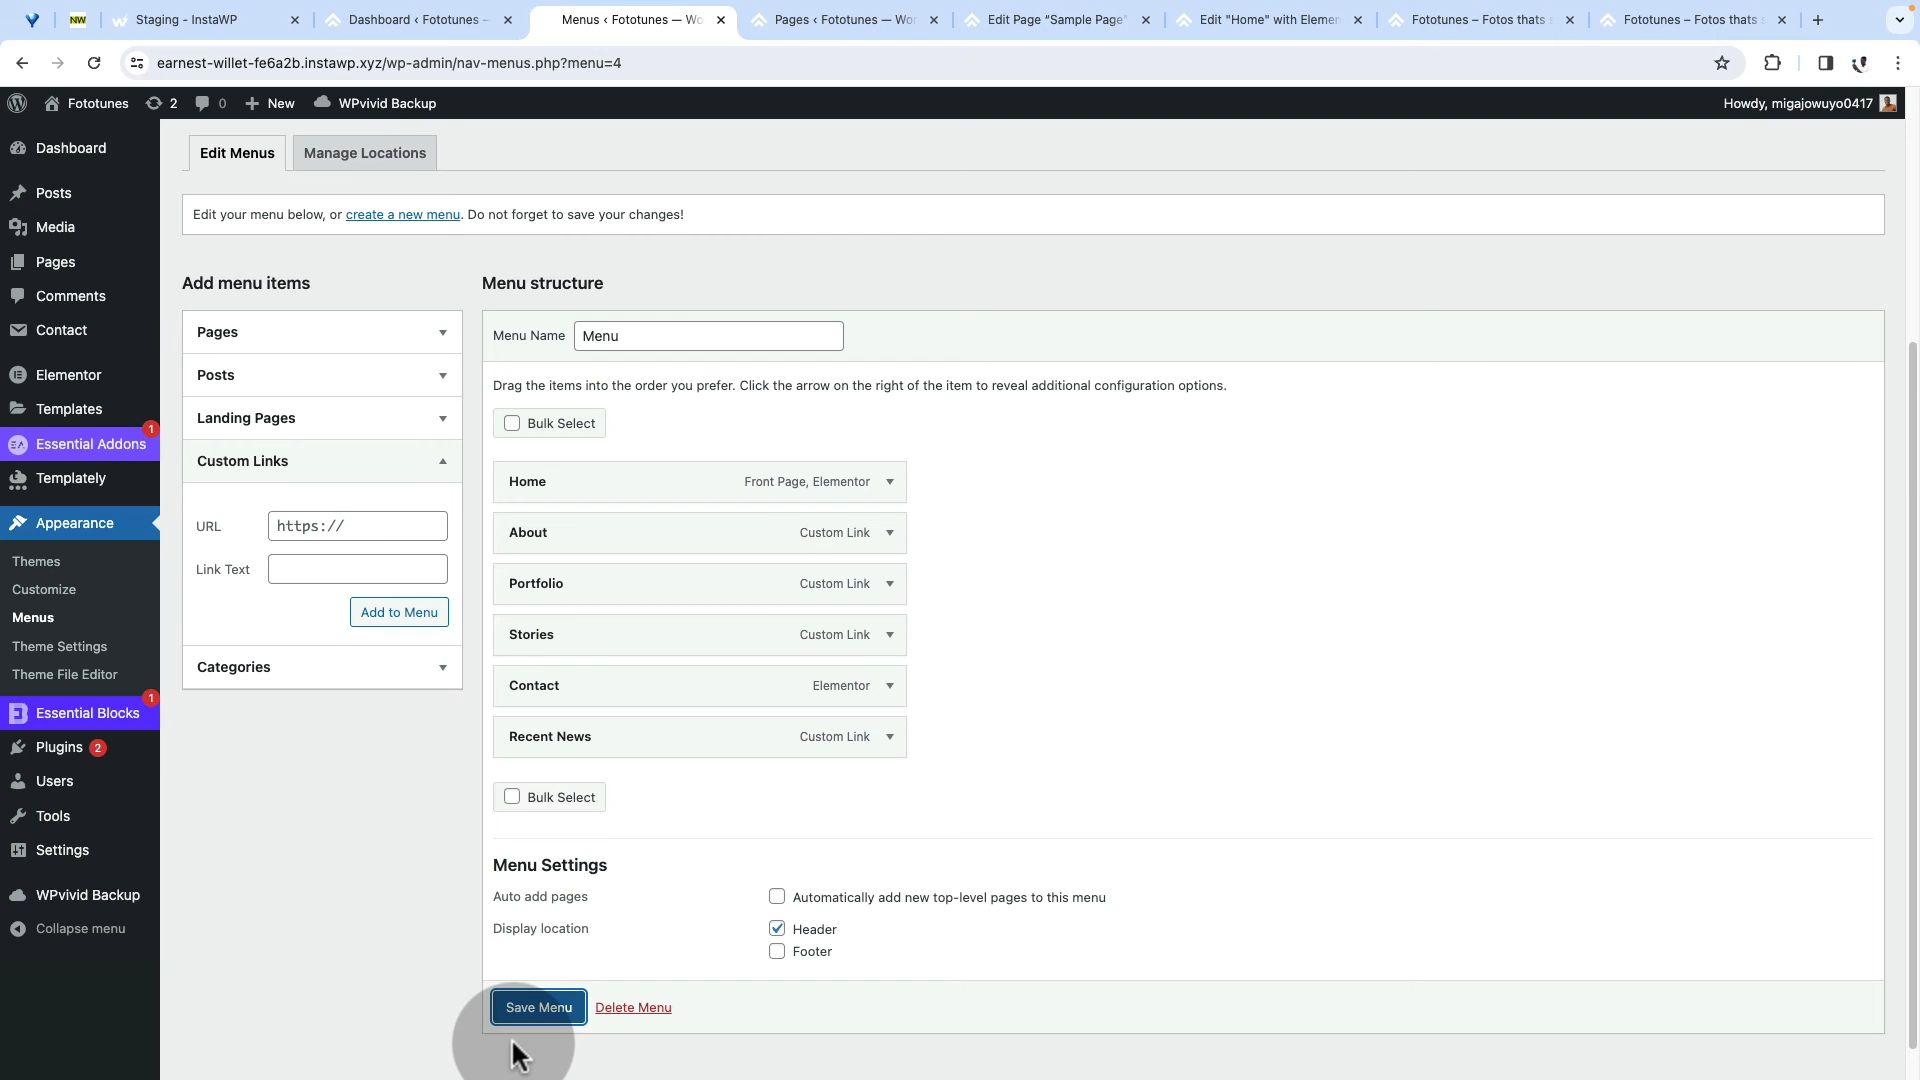 NW
Staging - InstaWP
Dashboard ‹ Fototunes —
Menus ‹ Fototunes — Wo
Pages ‹ Fototunes — Wor
Edit Page “Sample Page”
Edit "Home" with Elemen
Fototunes – Fotos thats
Fototunes – Fotos thats
earnest-willet-fe6a2b.instawp.xyz/wp-admin/nav-menus.php?menu=4
Fototunes
2
0
New
WPvivid Backup
Howdy, migajowuyo0417
Dashboard
Posts
Media
Pages
Comments
Contact
Elementor
Templates
1
EA Essential Addons
Templately
Appearance
Themes
Customize
Menus
Theme Settings
Theme File Editor
1
Essential Blocks
Plugins 2
Users
Tools
Settings
WPvivid Backup
Collapse menu
Edit Menus
Manage Locations
Edit your menu below, or create a new menu. Do not forget to save your changes!
Add menu items
Pages
Posts
Landing Pages
Custom Links
URL https://
Link Text
Add to Menu
Categories
Menu structure
Menu Name Menu
Drag the items into the order you prefer. Click the arrow on the right of the item to reveal additional configuration options.
Bulk Select
Home Front Page, Elementor
About Custom Link
Portfolio Custom Link
Stories Custom Link
Contact Elementor
Recent News Custom Link
Bulk Select
Menu Settings
Auto add pages Automatically add new top-level pages to this menu
Display location Header
Footer
Save Menu Delete Menu